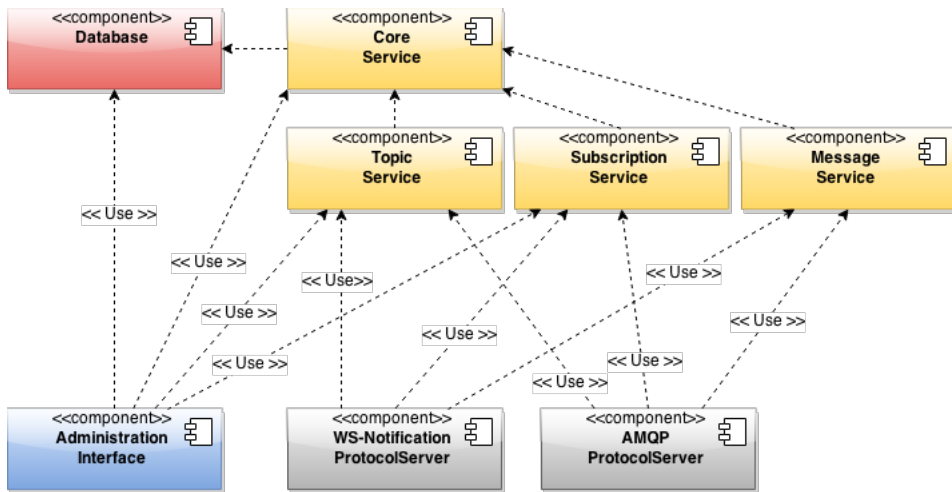 <<component>>
Database
<<component>>
Core
Service
<<component>>
Topic
Service
<<component>>
Subscription
Service
<<component>>
Message
Service
<< Use >>
<< Use >>
<< Use>>
<< Use >>
<< Use >>
<< Use >>
<< Use >>
<< Use >>
<< Use >>
<< Use >>
<<component>>
Administration
Interface
<<component>>
WS-Notification
ProtocolServer
<<component>>
AMQP
ProtocolServer